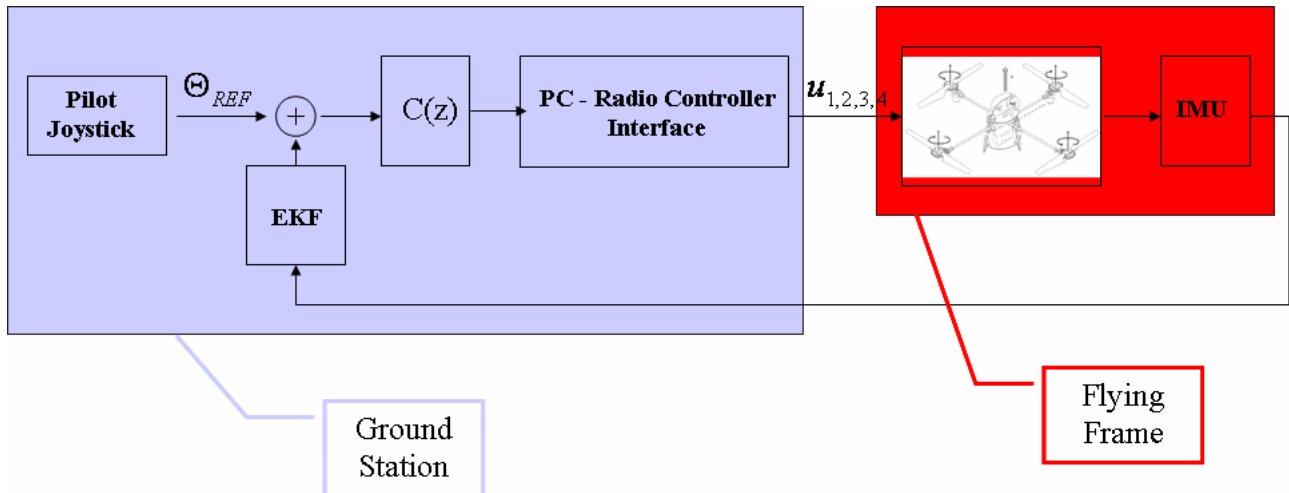 Pilot
Joystick
Θ_REF
+
C(z)
PC - Radio Controller
Interface
u_1,2,3,4
IMU
EKF
Ground
Station
Flying
Frame